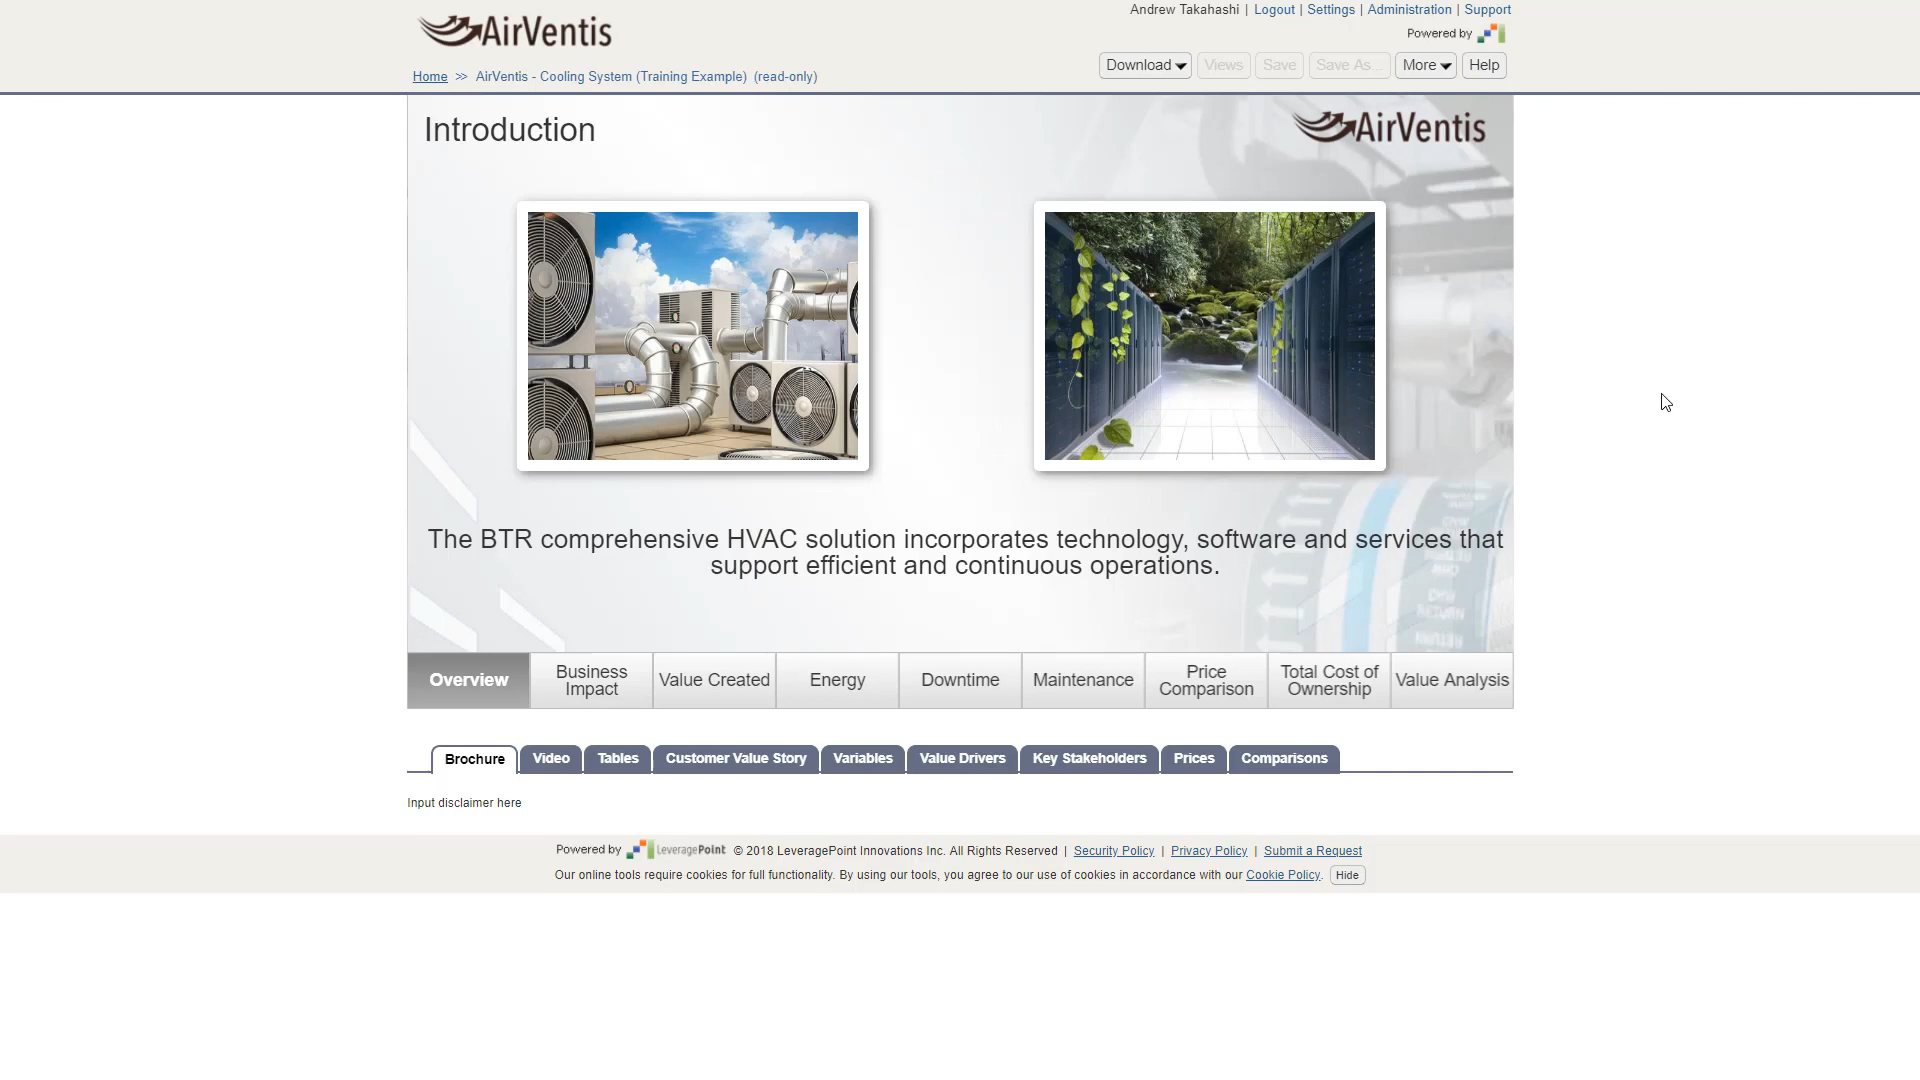 AirVentis
Andrew Takahashi | Logout | Settings | Administration | Support
Powered by
Home >> AirVentis - Cooling System (Training Example) (read-only)
Download Views Save Save As... More Help
Introduction
AirVentis
The BTR comprehensive HVAC solution incorporates technology, software and services that
support efficient and continuous operations.
Overview
Business
Impact
Value Created
Energy
Downtime
Maintenance
Price
Comparison
Total Cost of
Ownership
Value Analysis
Brochure Video Tables Customer Value Story Variables Value Drivers Key Stakeholders Prices Comparisons
Input disclaimer here
Powered by LeveragePoint © 2018 LeveragePoint Innovations Inc. All Rights Reserved | Security Policy | Privacy Policy | Submit a Request
Our online tools require cookies for full functionality. By using our tools, you agree to our use of cookies in accordance with our Cookie Policy. Hide